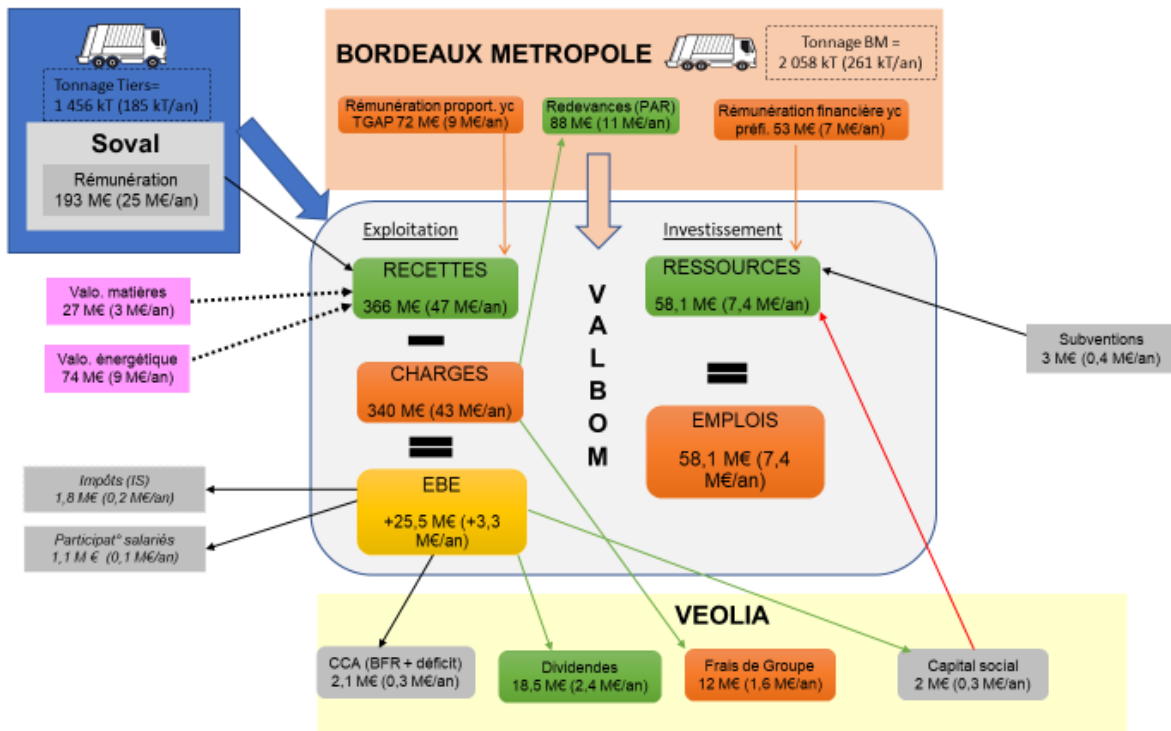 Tonnage Tiers=
1 456 kT (185 kT/an)
Soval
Rémunération
193 M€ (25 M€/an)
BORDEAUX METROPOLE
Tonnage BM =
2 058 kT (261 kT/an)
Rémunération proport. yc
TGAP 72 M€ (9 M€/an)
Redevances (PAR)
88 M€ (11 M€/an)
Rémunération financière yc
préfi. 53 M€ (7 M€/an)
Exploitation
Investissement
RECETTES
366 M€ (47 M€/an)
RESSOURCES
58,1 M€ (7,4 M€/an)
Valo. matières
27 M€ (3 M€/an)
Valo. énergétique
74 M€ (9 M€/an)
Subventions
3 M€ (0,4 M€/an)
CHARGES
340 M€ (43 M€/an)
V
A
L
B
O
M
EMPLOIS
58,1 M€ (7,4
M€/an)
EBE
+25,5 M€ (+3,3
M€/an)
Impôts (IS)
1,8 M€ (0,2 M€/an)
Participat° salariés
1,1 M € (0,1 M€/an)
VEOLIA
CCA (BFR + déficit)
2,1 M€ (0,3 M€/an)
Dividendes
18,5 M€ (2,4 M€/an)
Frais de Groupe
12 M€ (1,6 M€/an)
Capital social
2 M€ (0,3 M€/an)